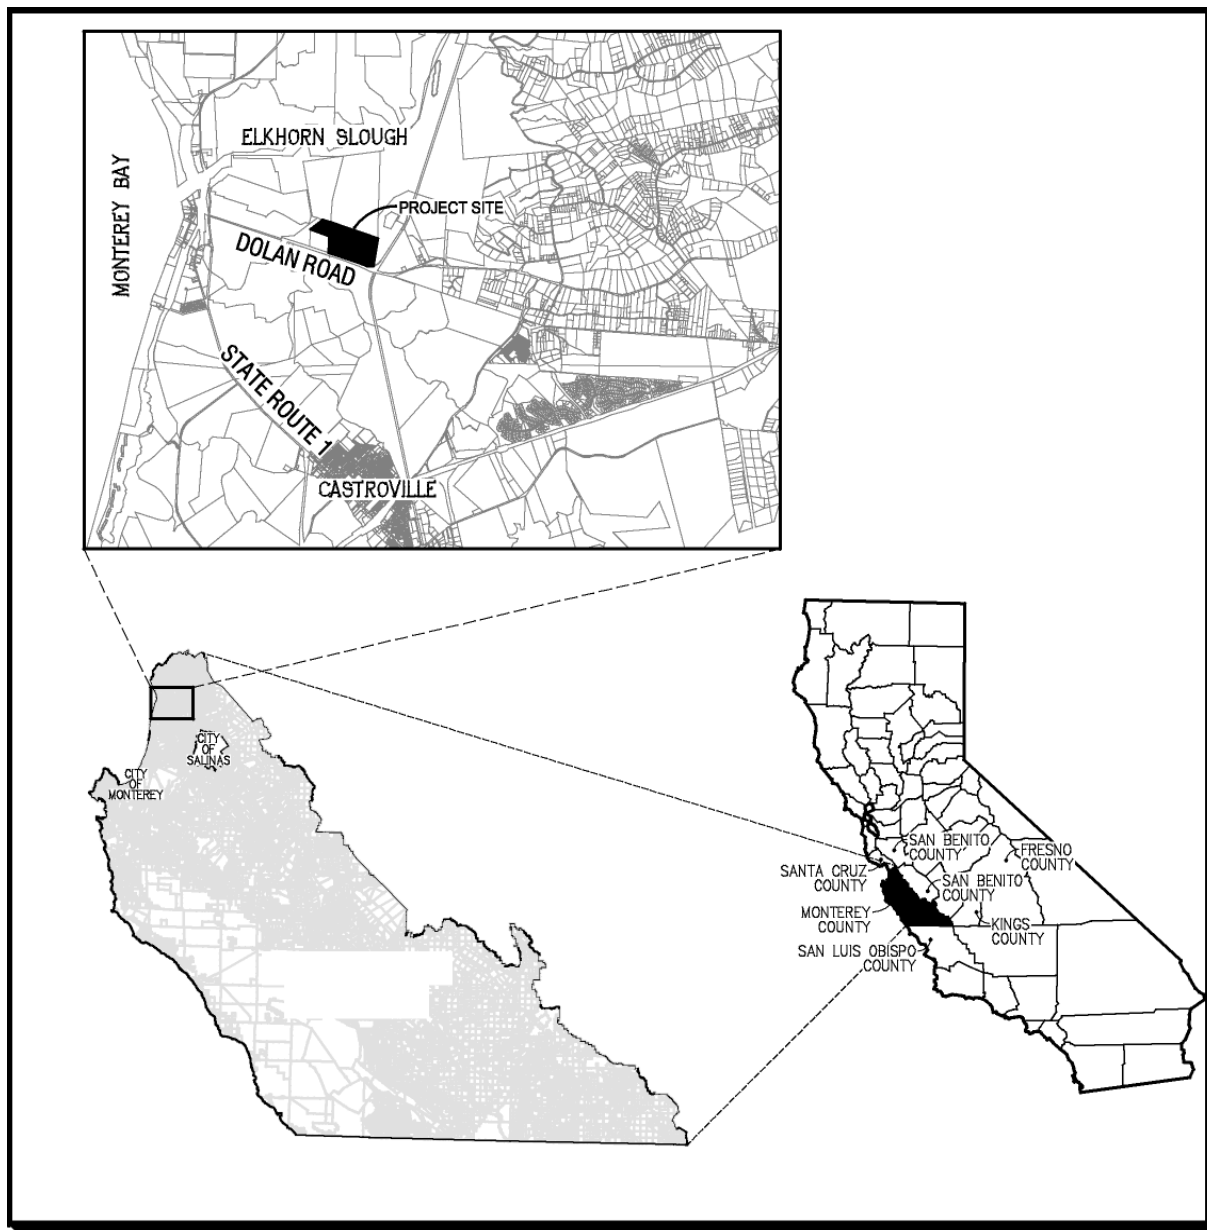 ELKHORN SLOUGH
MONTEREY BAY
PROJECT SITE
DOLAN ROAD
STATE ROUTE 1
CASTROVILLE
CITY
OF
SALINAS
CITY
OF
MONTEREY
SAN BENITO
COUNTY
FRESNO
COUNTY
SANTA CRUZ
COUNTY
SAN BENITO
COUNTY
MONTEREY
COUNTY
KINGS
COUNTY
SAN LUIS OBISPO
COUNTY